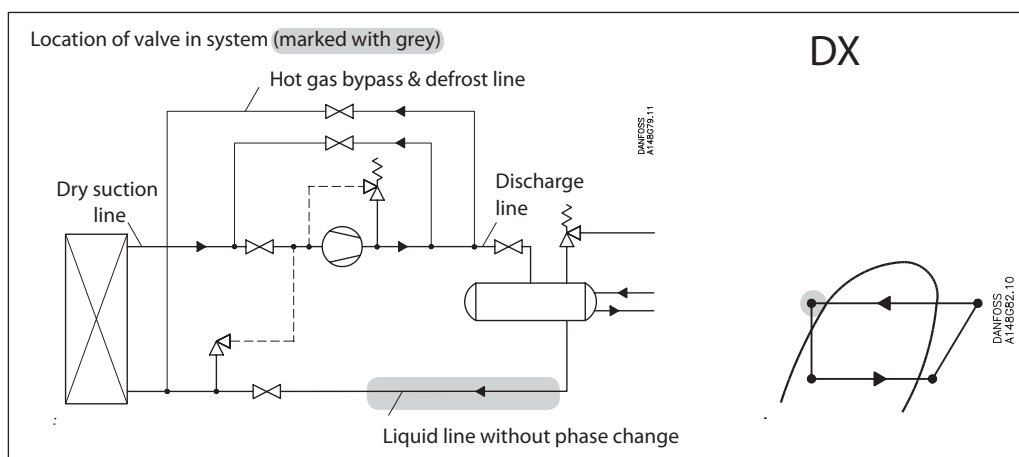 Location of valve in system (marked with grey)
DX
Hot gas bypass & defrost line
DANFOSS
A148G79.11
Dry suction
line
Discharge
line
DANFOSS
A148G82.10
:
Liquid line without phase change